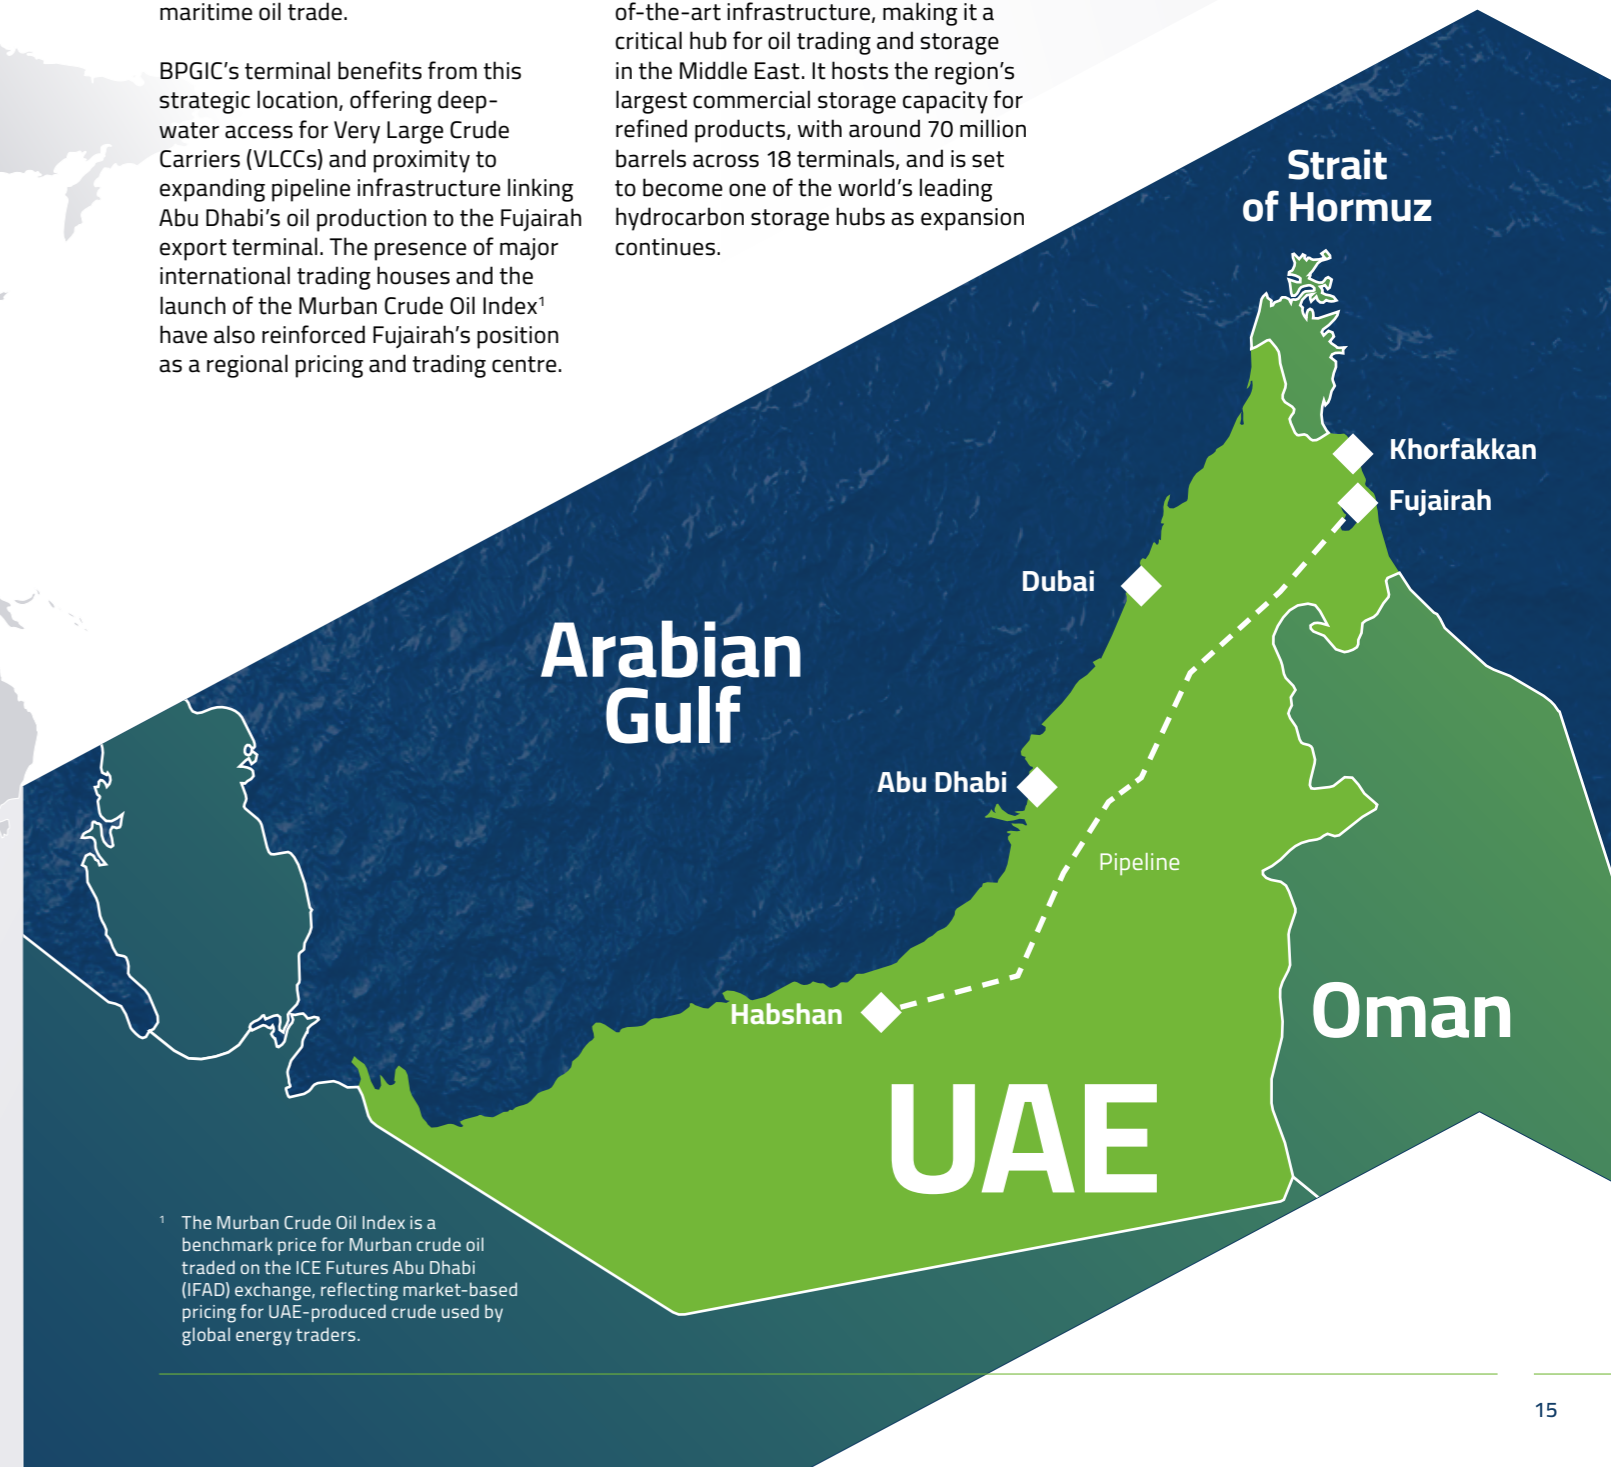 maritime oil trade.
BPGIC’s terminal benefits from this
strategic location, offering deep-
water access for Very Large Crude
Carriers (VLCCs) and proximity to
expanding pipeline infrastructure linking
Abu Dhabi’s oil production to the Fujairah
export terminal. The presence of major
international trading houses and the
launch of the Murban Crude Oil Index¹
have also reinforced Fujairah’s position
as a regional pricing and trading centre.
of-the-art infrastructure, making it a
critical hub for oil trading and storage
in the Middle East. It hosts the region’s
largest commercial storage capacity for
refined products, with around 70 million
barrels across 18 terminals, and is set
to become one of the world’s leading
hydrocarbon storage hubs as expansion
continues.
Strait
of Hormuz
Khorfakkan
Fujairah
Dubai
Arabian
Gulf
Abu Dhabi
Pipeline
Habshan
Oman
UAE
¹ The Murban Crude Oil Index is a
benchmark price for Murban crude oil
traded on the ICE Futures Abu Dhabi
(IFAD) exchange, reflecting market-based
pricing for UAE-produced crude used by
global energy traders.
15